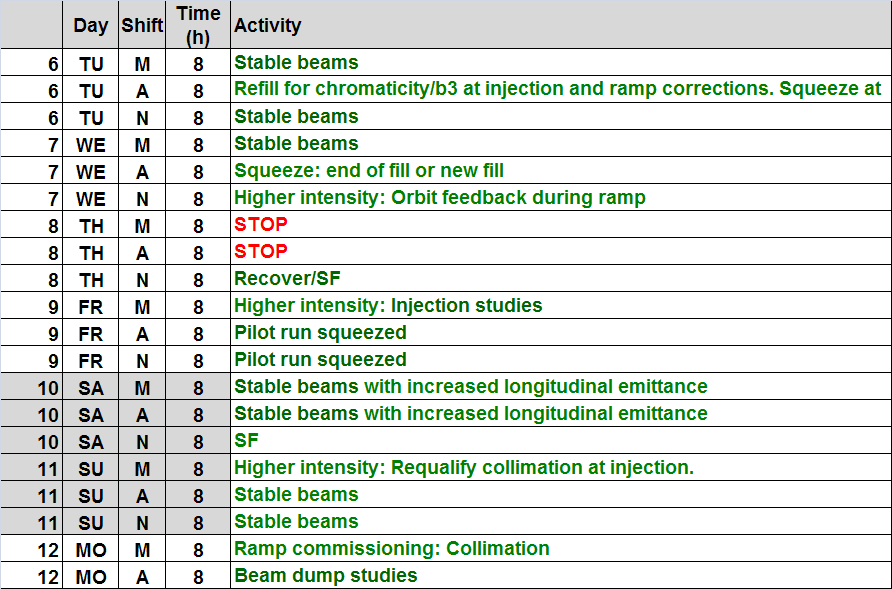 Day Shift Time (h) Activity
6 TU M 8 Stable beams
6 TU A 8 Refill for chromaticity/b3 at injection and ramp corrections. Squeeze at
6 TU N 8 Stable beams
7 WE M 8 Stable beams
7 WE A 8 Squeeze: end of fill or new fill
7 WE N 8 Higher intensity: Orbit feedback during ramp
8 TH M 8 STOP
8 TH A 8 STOP
8 TH N 8 Recover/SF
9 FR M 8 Higher intensity: Injection studies
9 FR A 8 Pilot run squeezed
9 FR N 8 Pilot run squeezed
10 SA M 8 Stable beams with increased longitudinal emittance
10 SA A 8 Stable beams with increased longitudinal emittance
10 SA N 8 SF
11 SU M 8 Higher intensity: Requalify collimation at injection.
11 SU A 8 Stable beams
11 SU N 8 Stable beams
12 MO M 8 Ramp commissioning: Collimation
12 MO A 8 Beam dump studies